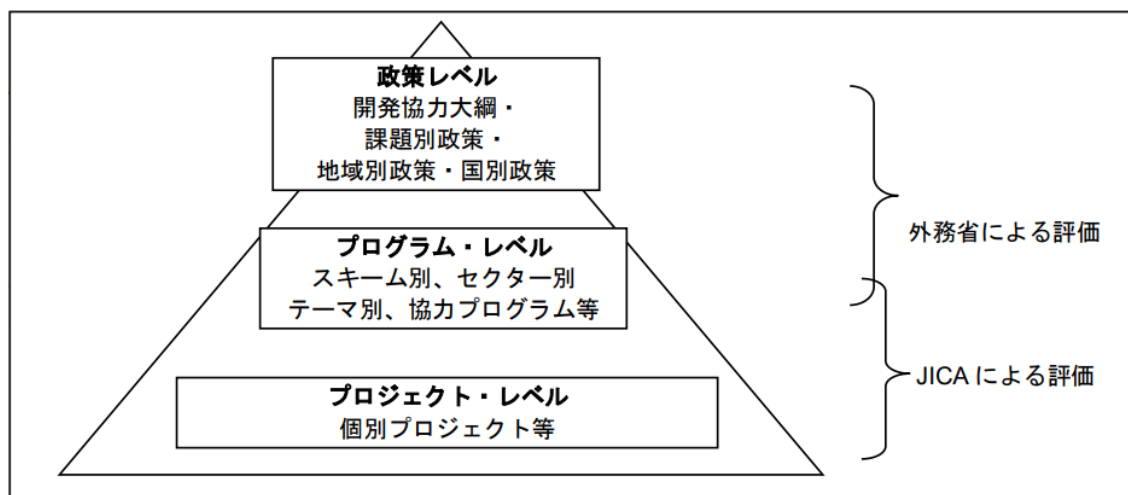 政策レベル
開発協力大綱・
課題別政策・
地域別政策・国別政策
外務省による評価
プログラム・レベル
スキーム別、セクター別
テーマ別、協力プログラム等
JICA による評価
プロジェクト・レベル
個別プロジェクト等